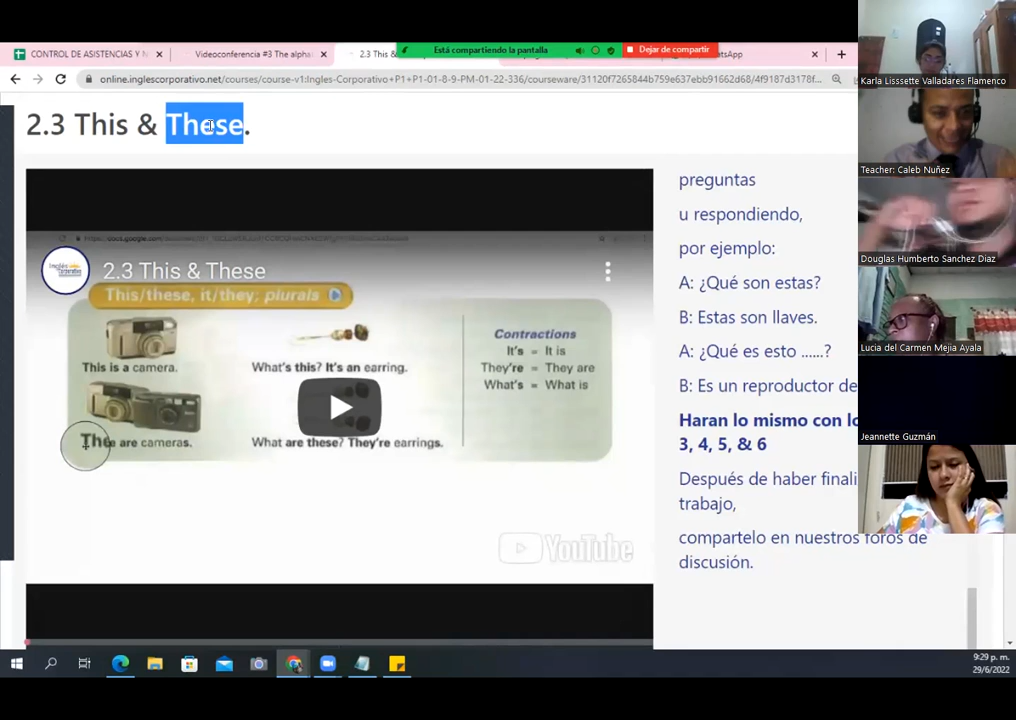 CONTROL DE ASISTENCIAS Y N
Videoconferencia #3 The alpha
2.3 This &
Está compartiendo la pantalla
Dejar de compartir
sApp
online.inglescorporativo.net/courses/course-v1:Ingles-Corporativo+P1+P1-01-8-9-PM-01-22-336/courseware/31120f7265844b759e637ebb91662d68/4f9187d3178f...
2.3 This & These.
2.3 This & These
This/these, it/they; plurals
This is a camera.
What's this? It's an earring.
The e are cameras.
What are these? They're earrings.
Contractions
It's = It is
They're = They are
What's = What is
YouTube
preguntas
u respondiendo,
por ejemplo:
A: ¿Qué son estas?
B: Estas son llaves.
A: ¿Qué es esto ......?
B: Es un reproductor de
Haran lo mismo con lo
3, 4, 5, & 6
Después de haber finali
trabajo,
compartelo en nuestros foros de
discusión.
Karla Lisssette Valladares Flamenco
Teacher: Caleb Nuñez
Douglas Humberto Sanchez Diaz
Lucia del Carmen Mejia Ayala
Jeannette Guzmán
9:29 p. m.
29/6/2022